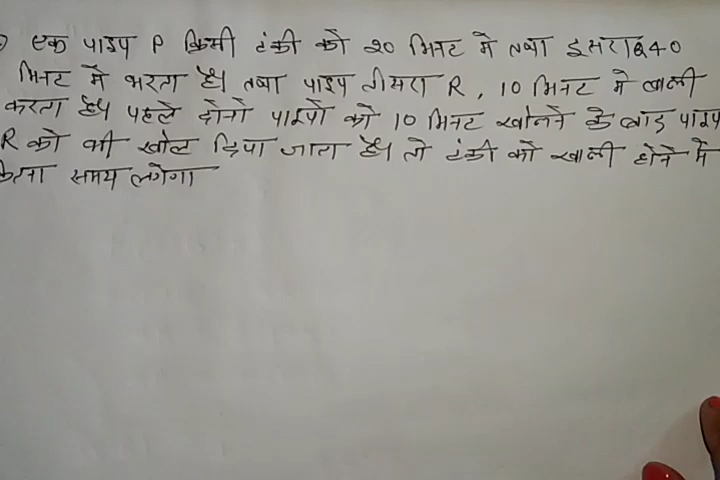 एक पाइप P किसी टंकी को 20 मिनट में तथा दूसरा Q 40
मिनट में भरता है। तथा पाइप तीसरा R, 10 मिनट में खाली
करता है। पहले दोनो पाइपों को 10 मिनट खोलने के बाद पाइप
R को भी खोल दिया जाता है। तो टंकी को खाली होने में
समय लगेगा